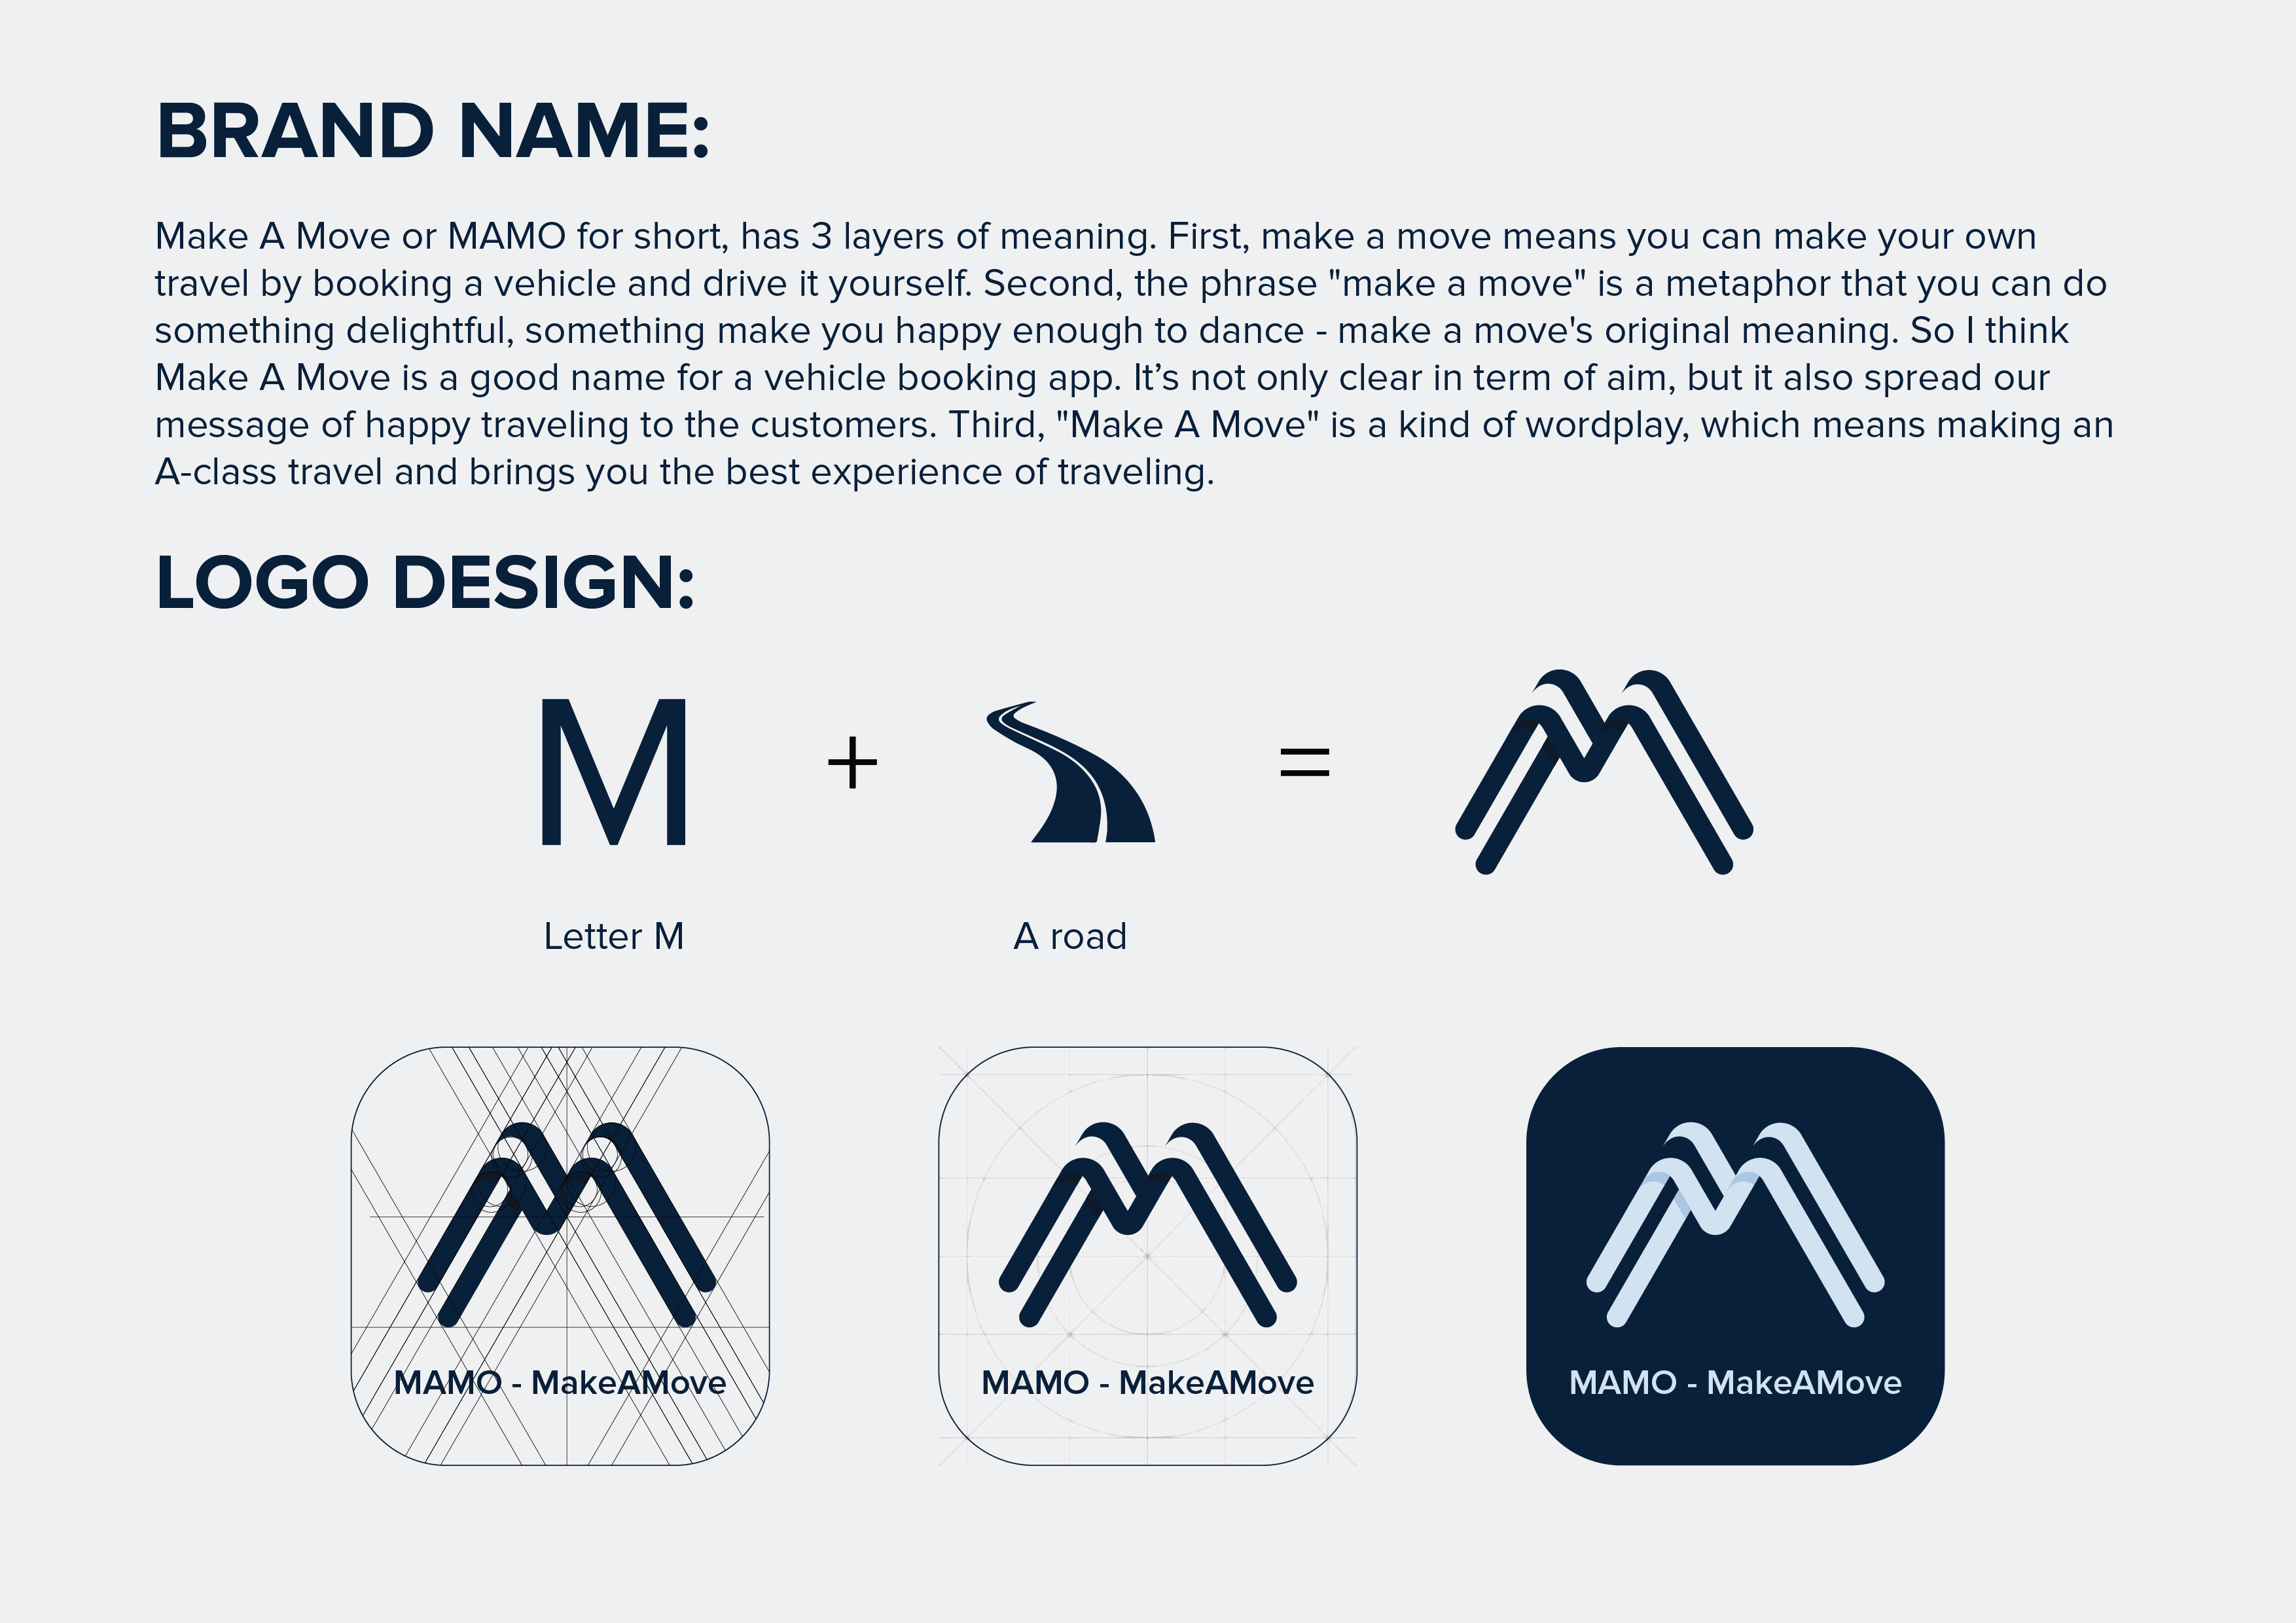 BRAND NAME:
Make A Move or MAMO for short, has 3 layers of meaning. First, make a move means you can make your own
travel by booking a vehicle and drive it yourself. Second, the phrase "make a move" is a metaphor that you can do
something delightful, something make you happy enough to dance - make a move's original meaning. So I think
Make A Move is a good name for a vehicle booking app. It’s not only clear in term of aim, but it also spread our
message of happy traveling to the customers. Third, "Make A Move" is a kind of wordplay, which means making an
A-class travel and brings you the best experience of traveling.
LOGO DESIGN:
M + =
Letter M
A road
MAMO - MakeAMove
MAMO - MakeAMove
MAMO - MakeAMove